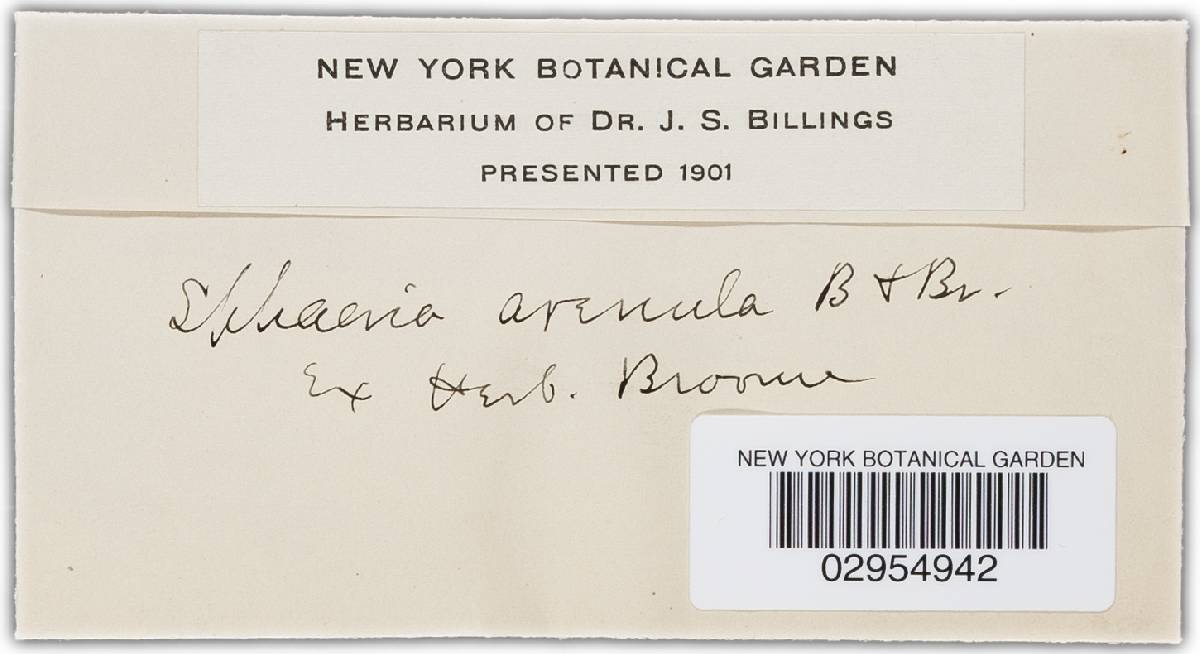 NEW YORK BOTANICAL GARDEN
HERBARIUM OF DR. J. S. BILLINGS
PRESENTED 1901
Sphaeria avenula B & Br.
Ex Herb. Broome
NEW YORK BOTANICAL GARDEN
02954942